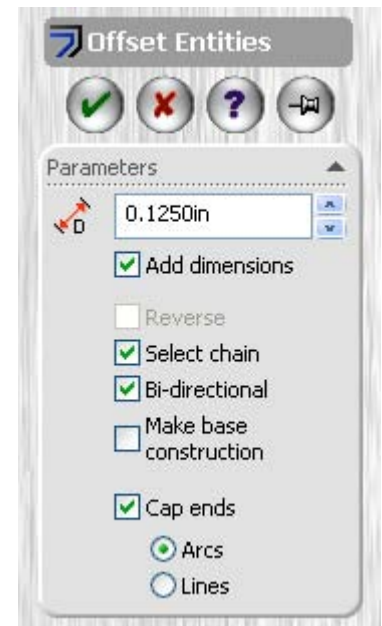 Offset Entities
?
Parameters
D
0.1250in
Add dimensions
Reverse
Select chain
Bi-directional
Make base
construction
Cap ends
Arcs
Lines